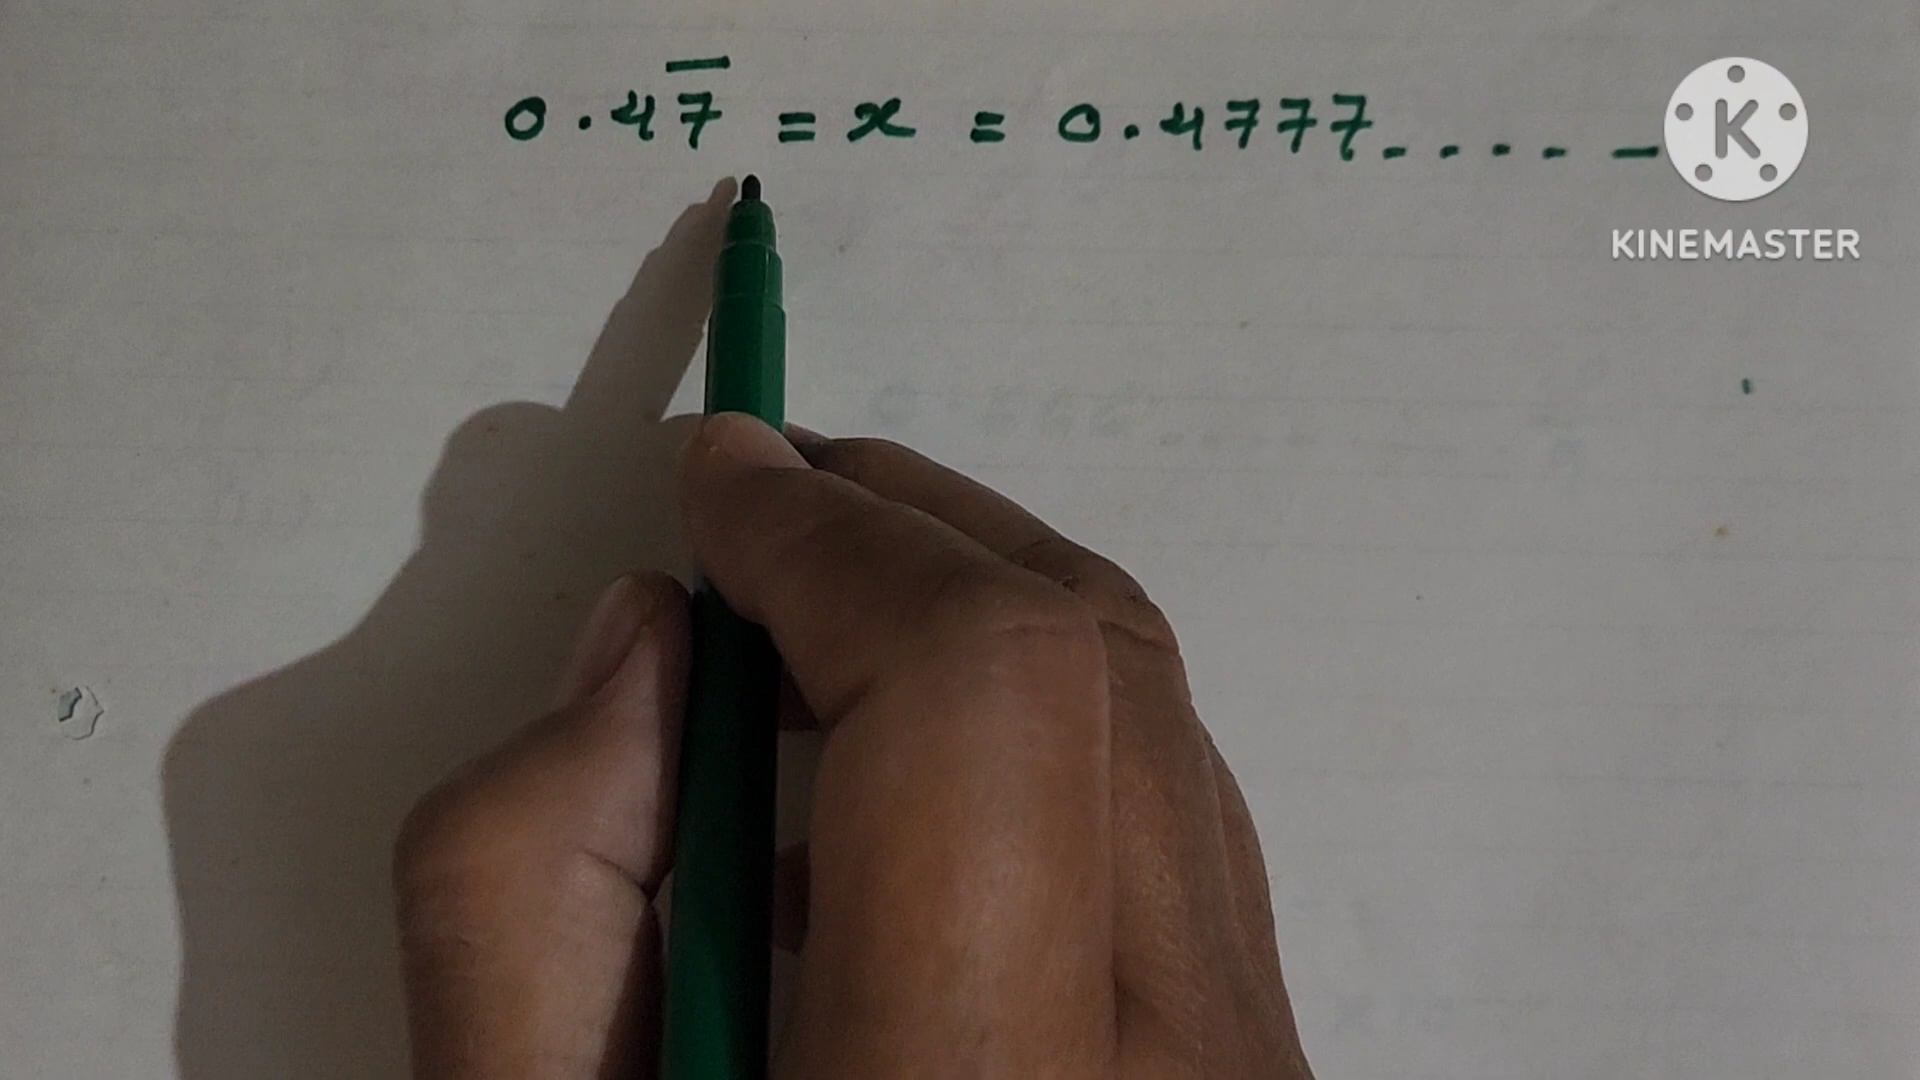 0.47̅ = x = 0.4777..... –
KINEMASTER